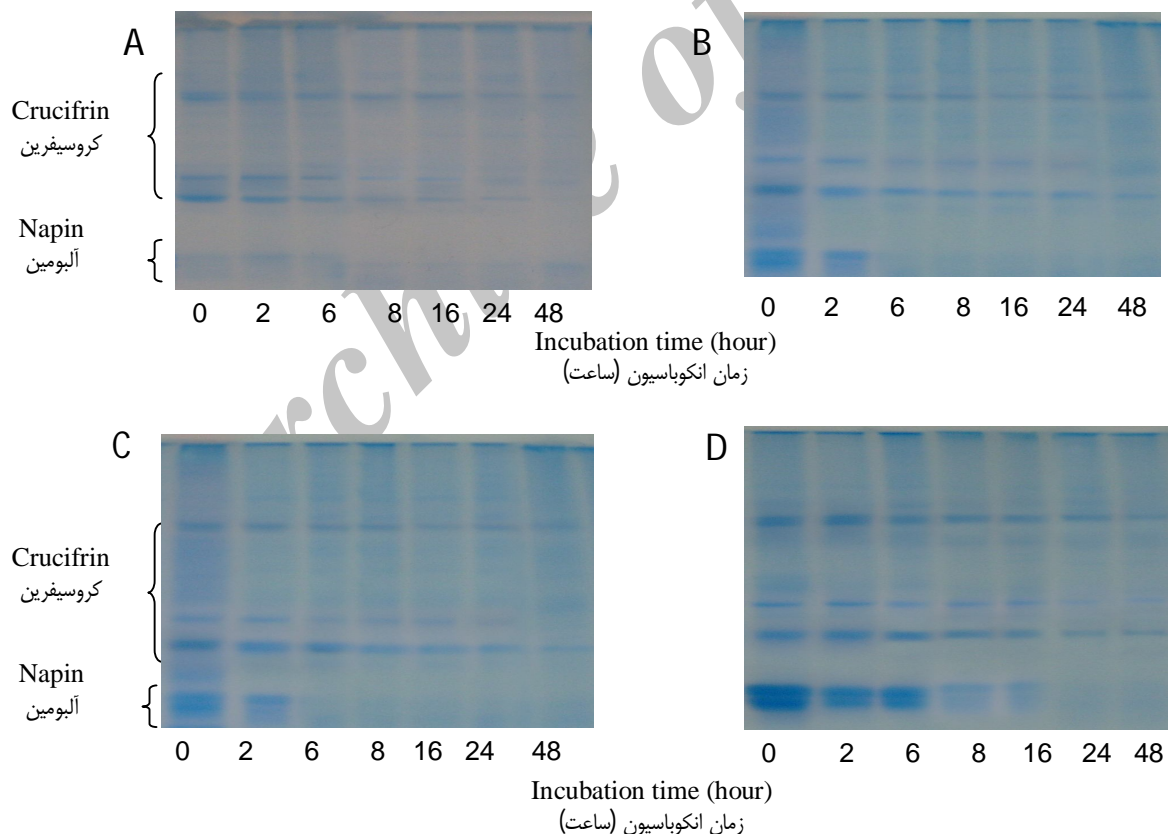 A
B
Crucifrin
کروسیفرین
Napin
آلبومین
0 2 6 8 16 24 48
0 2 6 8 16 24 48
Incubation time (hour)
زمان انکوباسیون (ساعت)
C
D
Crucifrin
کروسیفرین
Napin
آلبومین
0 2 6 8 16 24 48
0 2 6 8 16 24 48
Incubation time (hour)
زمان انکوباسیون (ساعت)